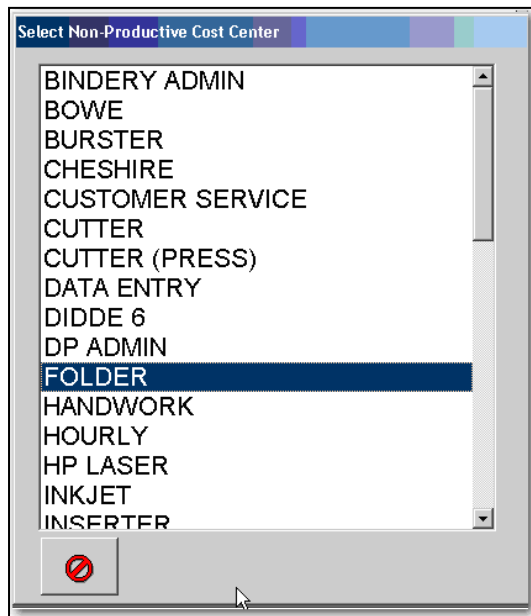 Select Non-Productive Cost Center
BINDERY ADMIN
BOWE
BURSTER
CHESHIRE
CUSTOMER SERVICE
CUTTER
CUTTER (PRESS)
DATA ENTRY
DIDDE 6
DP ADMIN
FOLDER
HANDWORK
HOURLY
HP LASER
INKJET
INSERTER